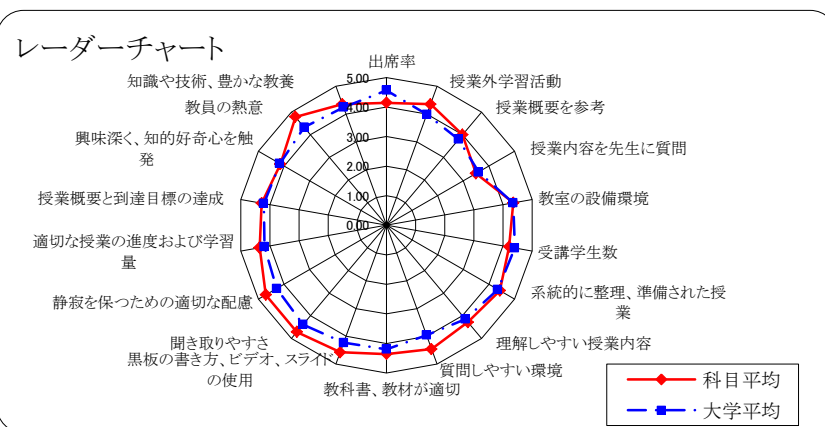 レーダーチャート
出席率
授業外学習活動
授業概要を参考
授業内容を先生に質問
教室の設備環境
受講学生数
系統的に整理、準備された授
業
理解しやすい授業内容
質問しやすい環境
教科書、教材が適切
黒板の書き方、ビデオ、スライド
の使用
聞き取りやすさ
静寂を保つための適切な配慮
適切な授業の進度および学習
量
授業概要と到達目標の達成
興味深く、知的好奇心を触
発
教員の熱意
知識や技術、豊かな教養
5.00
4.00
3.00
2.00
1.00
0.00
科目平均
大学平均